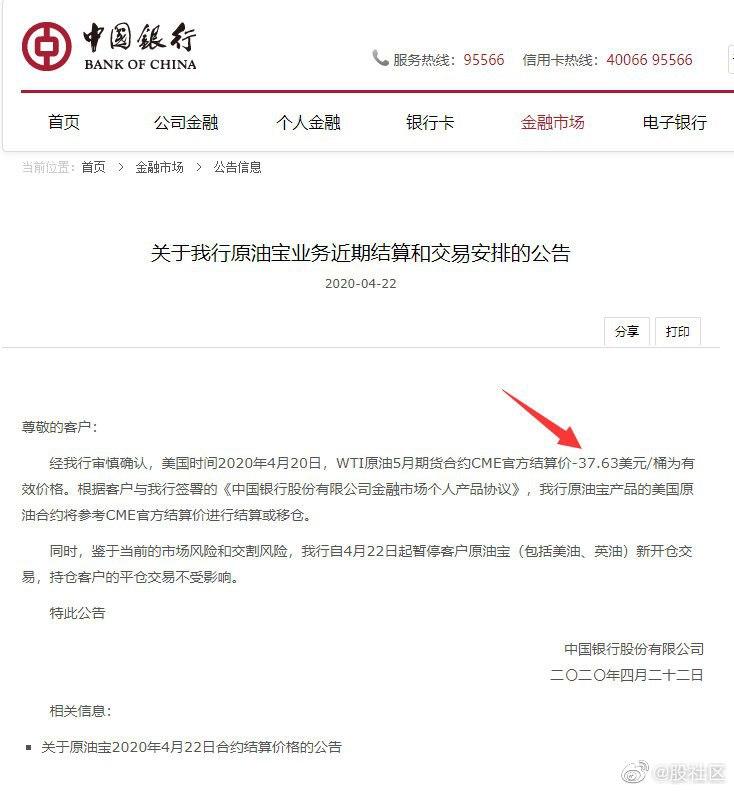 中國銀行
BANK OF CHINA
服务热线：95566 信用卡热线：40066 95566
首页 公司金融 个人金融 银行卡 金融市场 电子银行
当前位置：首页 > 金融市场 > 公告信息
关于我行原油宝业务近期结算和交易安排的公告
2020-04-22
分享 打印
尊敬的客户：
经我行审慎确认，美国时间2020年4月20日，WTI原油5月期货合约CME官方结算价-37.63美元/桶为有
效价格。根据客户与我行签署的《中国银行股份有限公司金融市场个人产品协议》，我行原油宝产品的美国原
油合约将参考CME官方结算价进行结算或移仓。
同时，鉴于当前的市场风险和交割风险，我行自4月22日起暂停客户原油宝（包括美油、英油）新开仓交
易，持仓客户的平仓交易不受影响。
特此公告
中国银行股份有限公司
二〇二〇年四月二十二日
相关信息：
■ 关于原油宝2020年4月22日合约结算价格的公告
@股社区